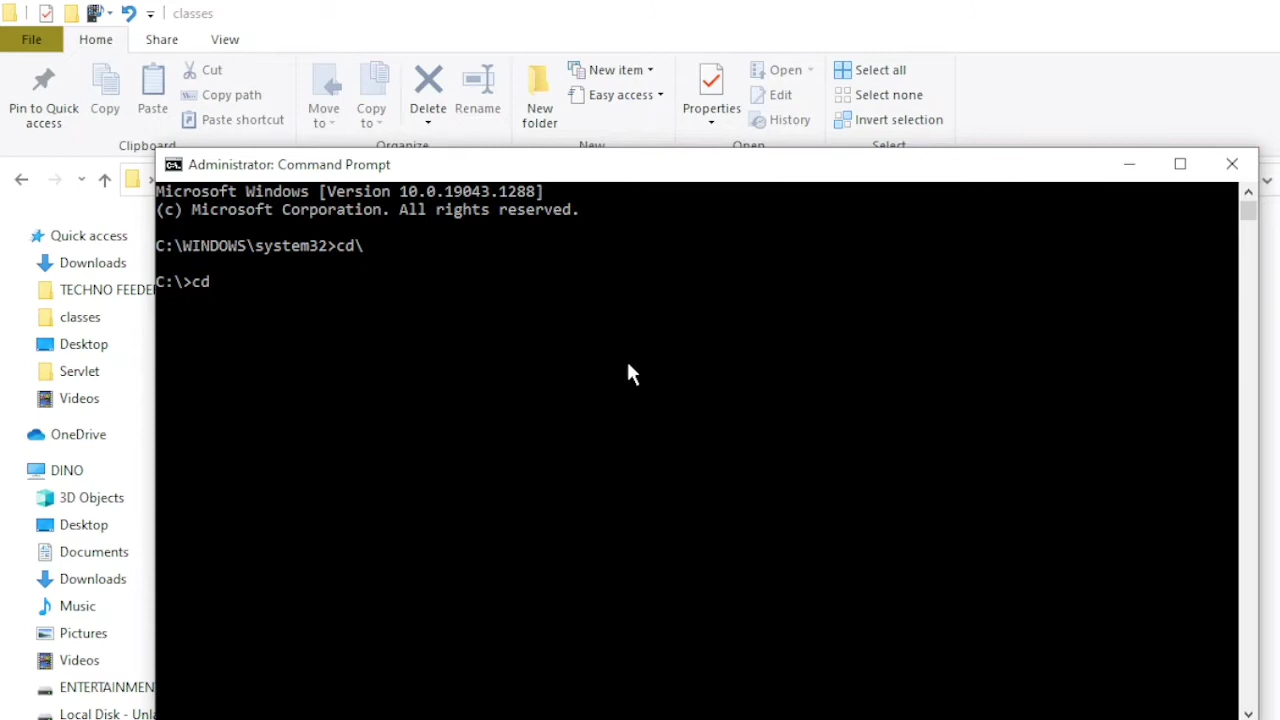 classes
File Home Share View
Pin to Quick access
Copy
Paste
Cut
Copy path
Paste shortcut
Clipboard
Move to
Copy to
Delete
Rename
Organize
New folder
New item
Easy access
New
Properties
Open
Edit
History
Open
Select all
Select none
Invert selection
Select
Administrator: Command Prompt
Microsoft Windows [Version 10.0.19043.1288]
(c) Microsoft Corporation. All rights reserved.
C:\WINDOWS\system32>cd\
C:\>cd
Quick access
Downloads
TECHNO FEEDE
classes
Desktop
Servlet
Videos
OneDrive
DINO
3D Objects
Desktop
Documents
Downloads
Music
Pictures
Videos
ENTERTAINMEN
Local Disk - Unla